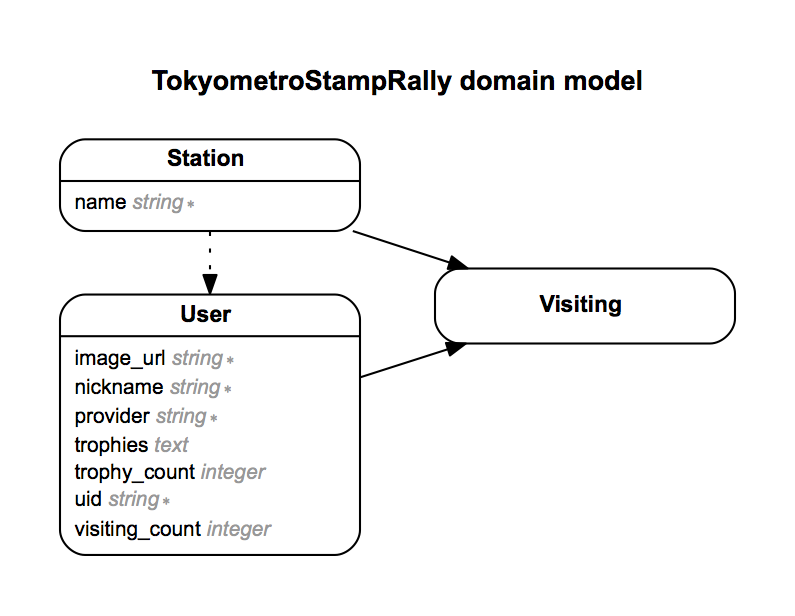 TokyometroStampRally domain model
Station
name string *
User
image_url string *
nickname string *
provider string *
trophies text
trophy_count integer
uid string *
visiting_count integer
Visiting